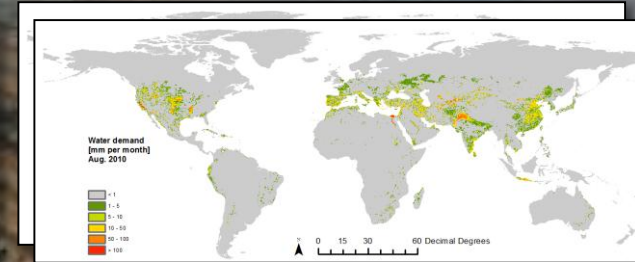 Water demand
[mm per month]
Aug. 2010
< 1
1 - 5
5 - 10
10 - 50
50 - 100
> 100
N
0 15 30 60 Decimal Degrees